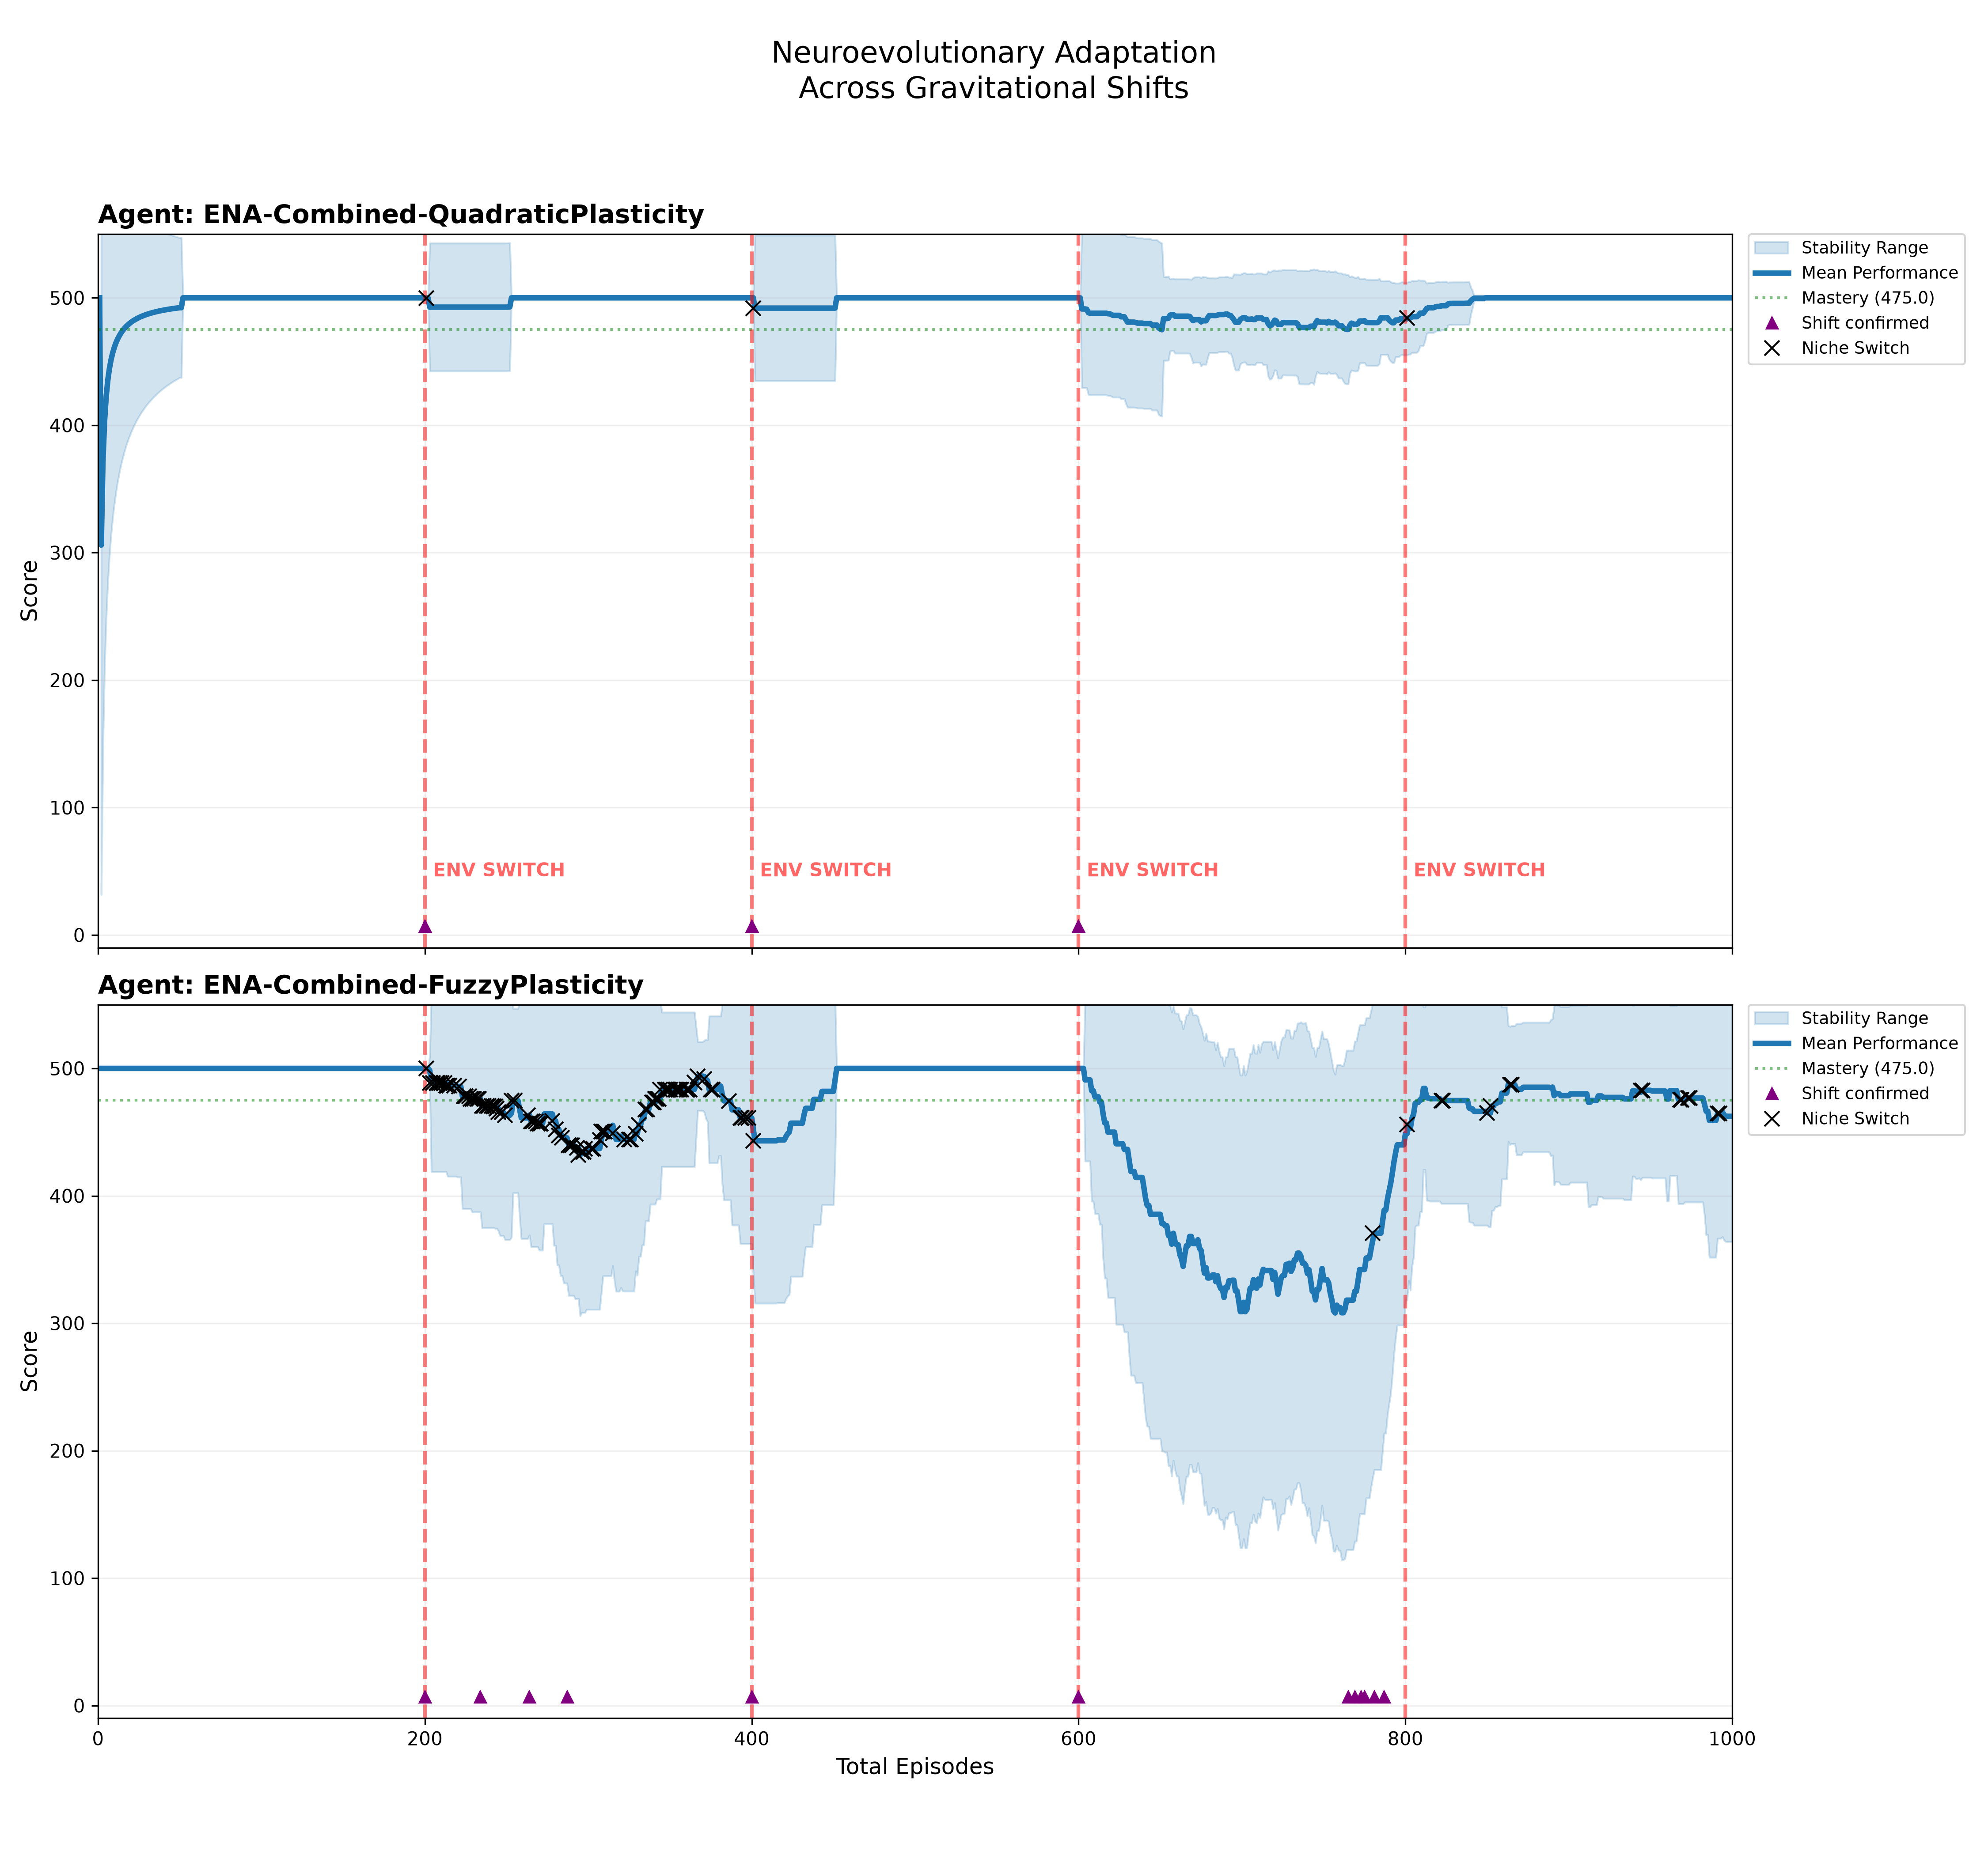 Neuroevolutionary Adaptation
Across Gravitational Shifts
Agent: ENA-Combined-QuadraticPlasticity
500
400
300
200
100
0
Score
ENV SWITCH
ENV SWITCH
ENV SWITCH
ENV SWITCH
Stability Range
Mean Performance
Mastery (475.0)
Shift confirmed
Niche Switch
Agent: ENA-Combined-FuzzyPlasticity
500
400
300
200
100
0
Score
Stability Range
Mean Performance
Mastery (475.0)
Shift confirmed
Niche Switch
0
200
400
600
800
1000
Total Episodes